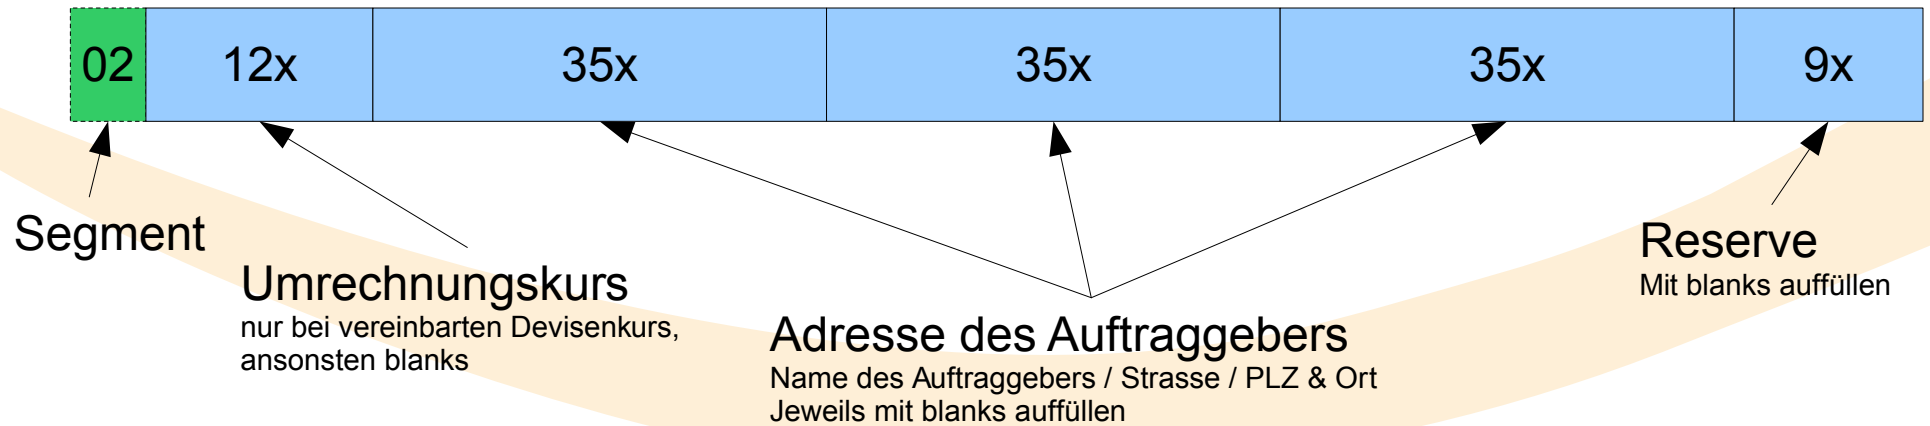 02 12x 35x 35x 35x 9x
Segment
Umrechnungskurs
nur bei vereinbarten Devisenkurs,
ansonsten blanks
Adresse des Auftraggebers
Name des Auftraggebers / Strasse / PLZ & Ort
Jeweils mit blanks auffüllen
Reserve
Mit blanks auffüllen